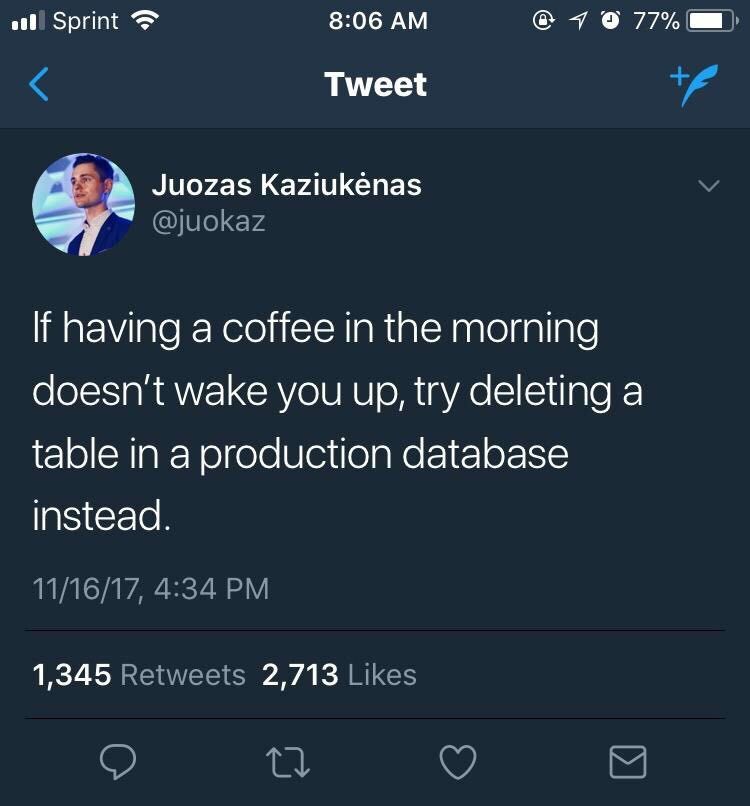 Sprint 8:06 AM 77%
Tweet
Juozas Kaziukėnas
@juokaz
If having a coffee in the morning
doesn’t wake you up, try deleting a
table in a production database
instead.
11/16/17, 4:34 PM
1,345 Retweets 2,713 Likes